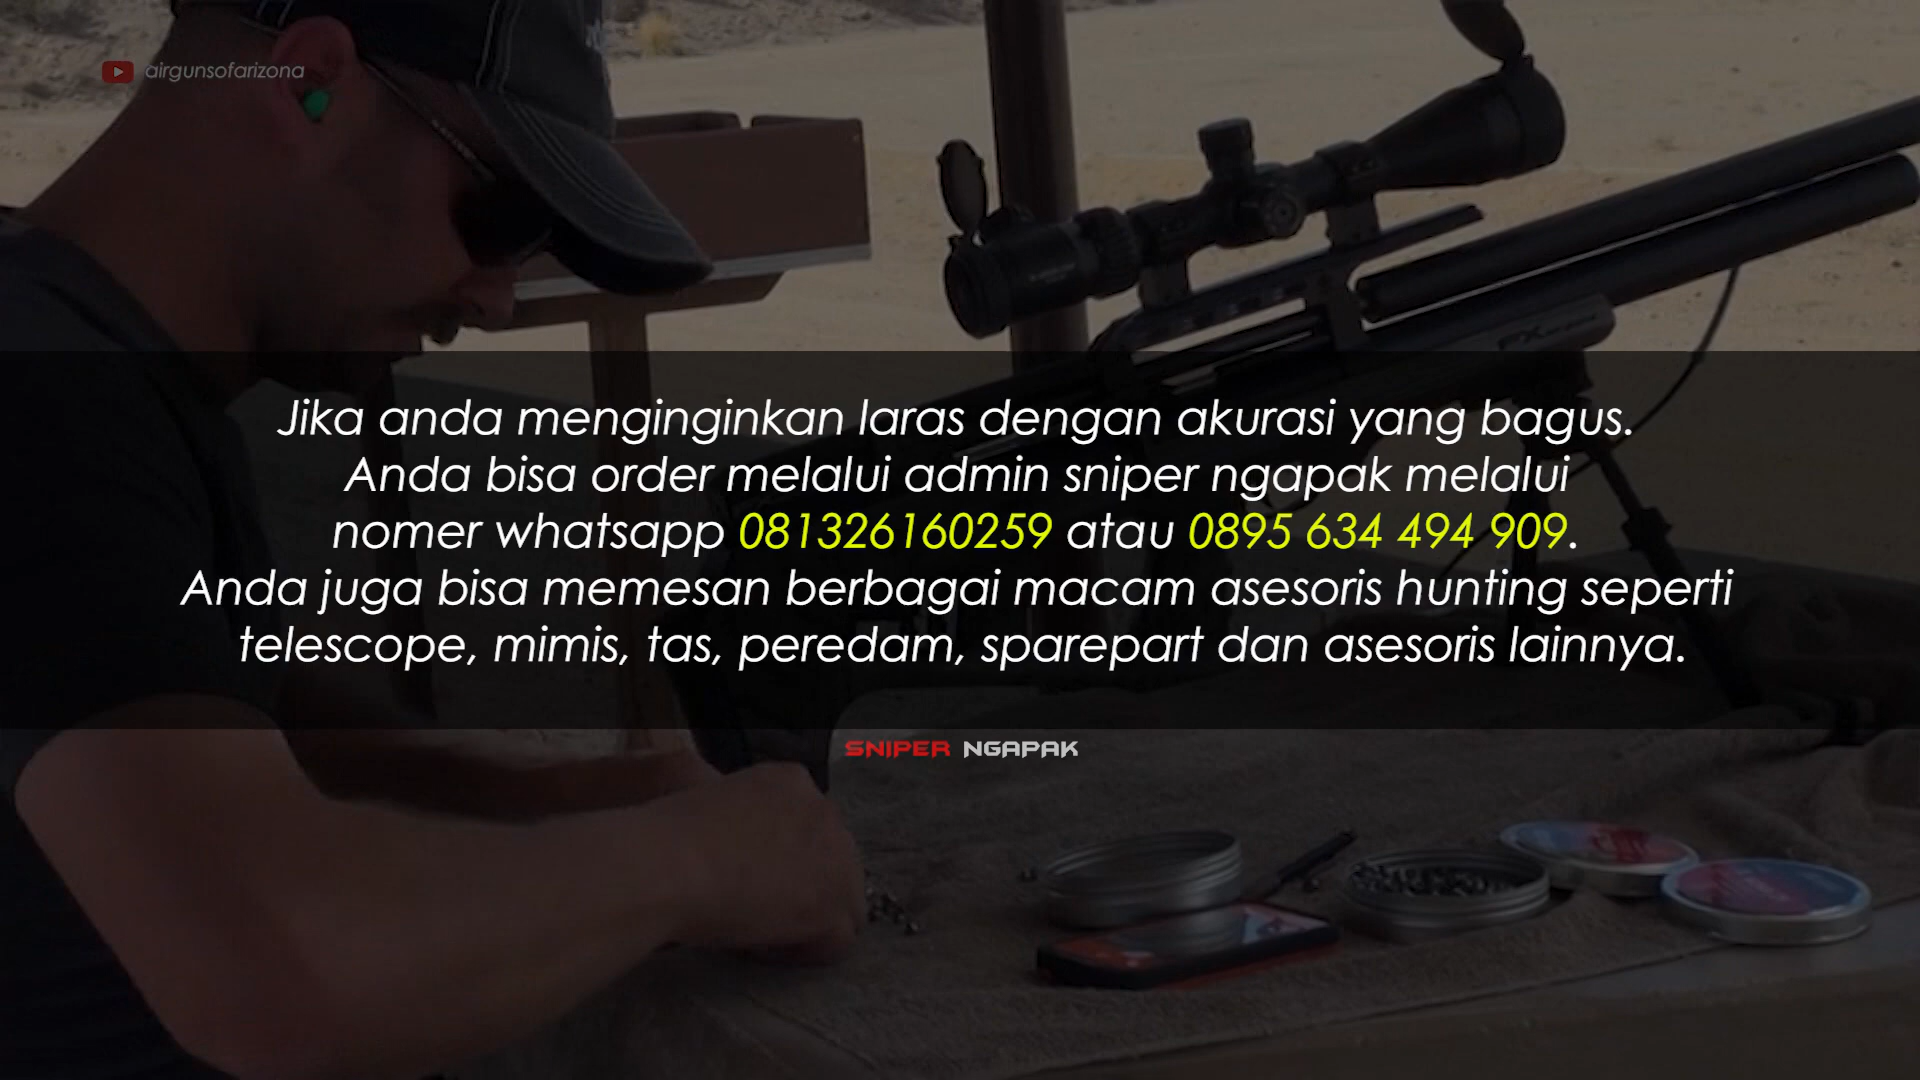 airgunsofarizona
Jika anda menginginkan laras dengan akurasi yang bagus.
Anda bisa order melalui admin sniper ngapak melalui
nomer whatsapp 081326160259 atau 0895 634 494 909.
Anda juga bisa memesan berbagai macam asesoris hunting seperti
telescope, mimis, tas, peredam, sparepart dan asesoris lainnya.
SNIPER NGAPAK